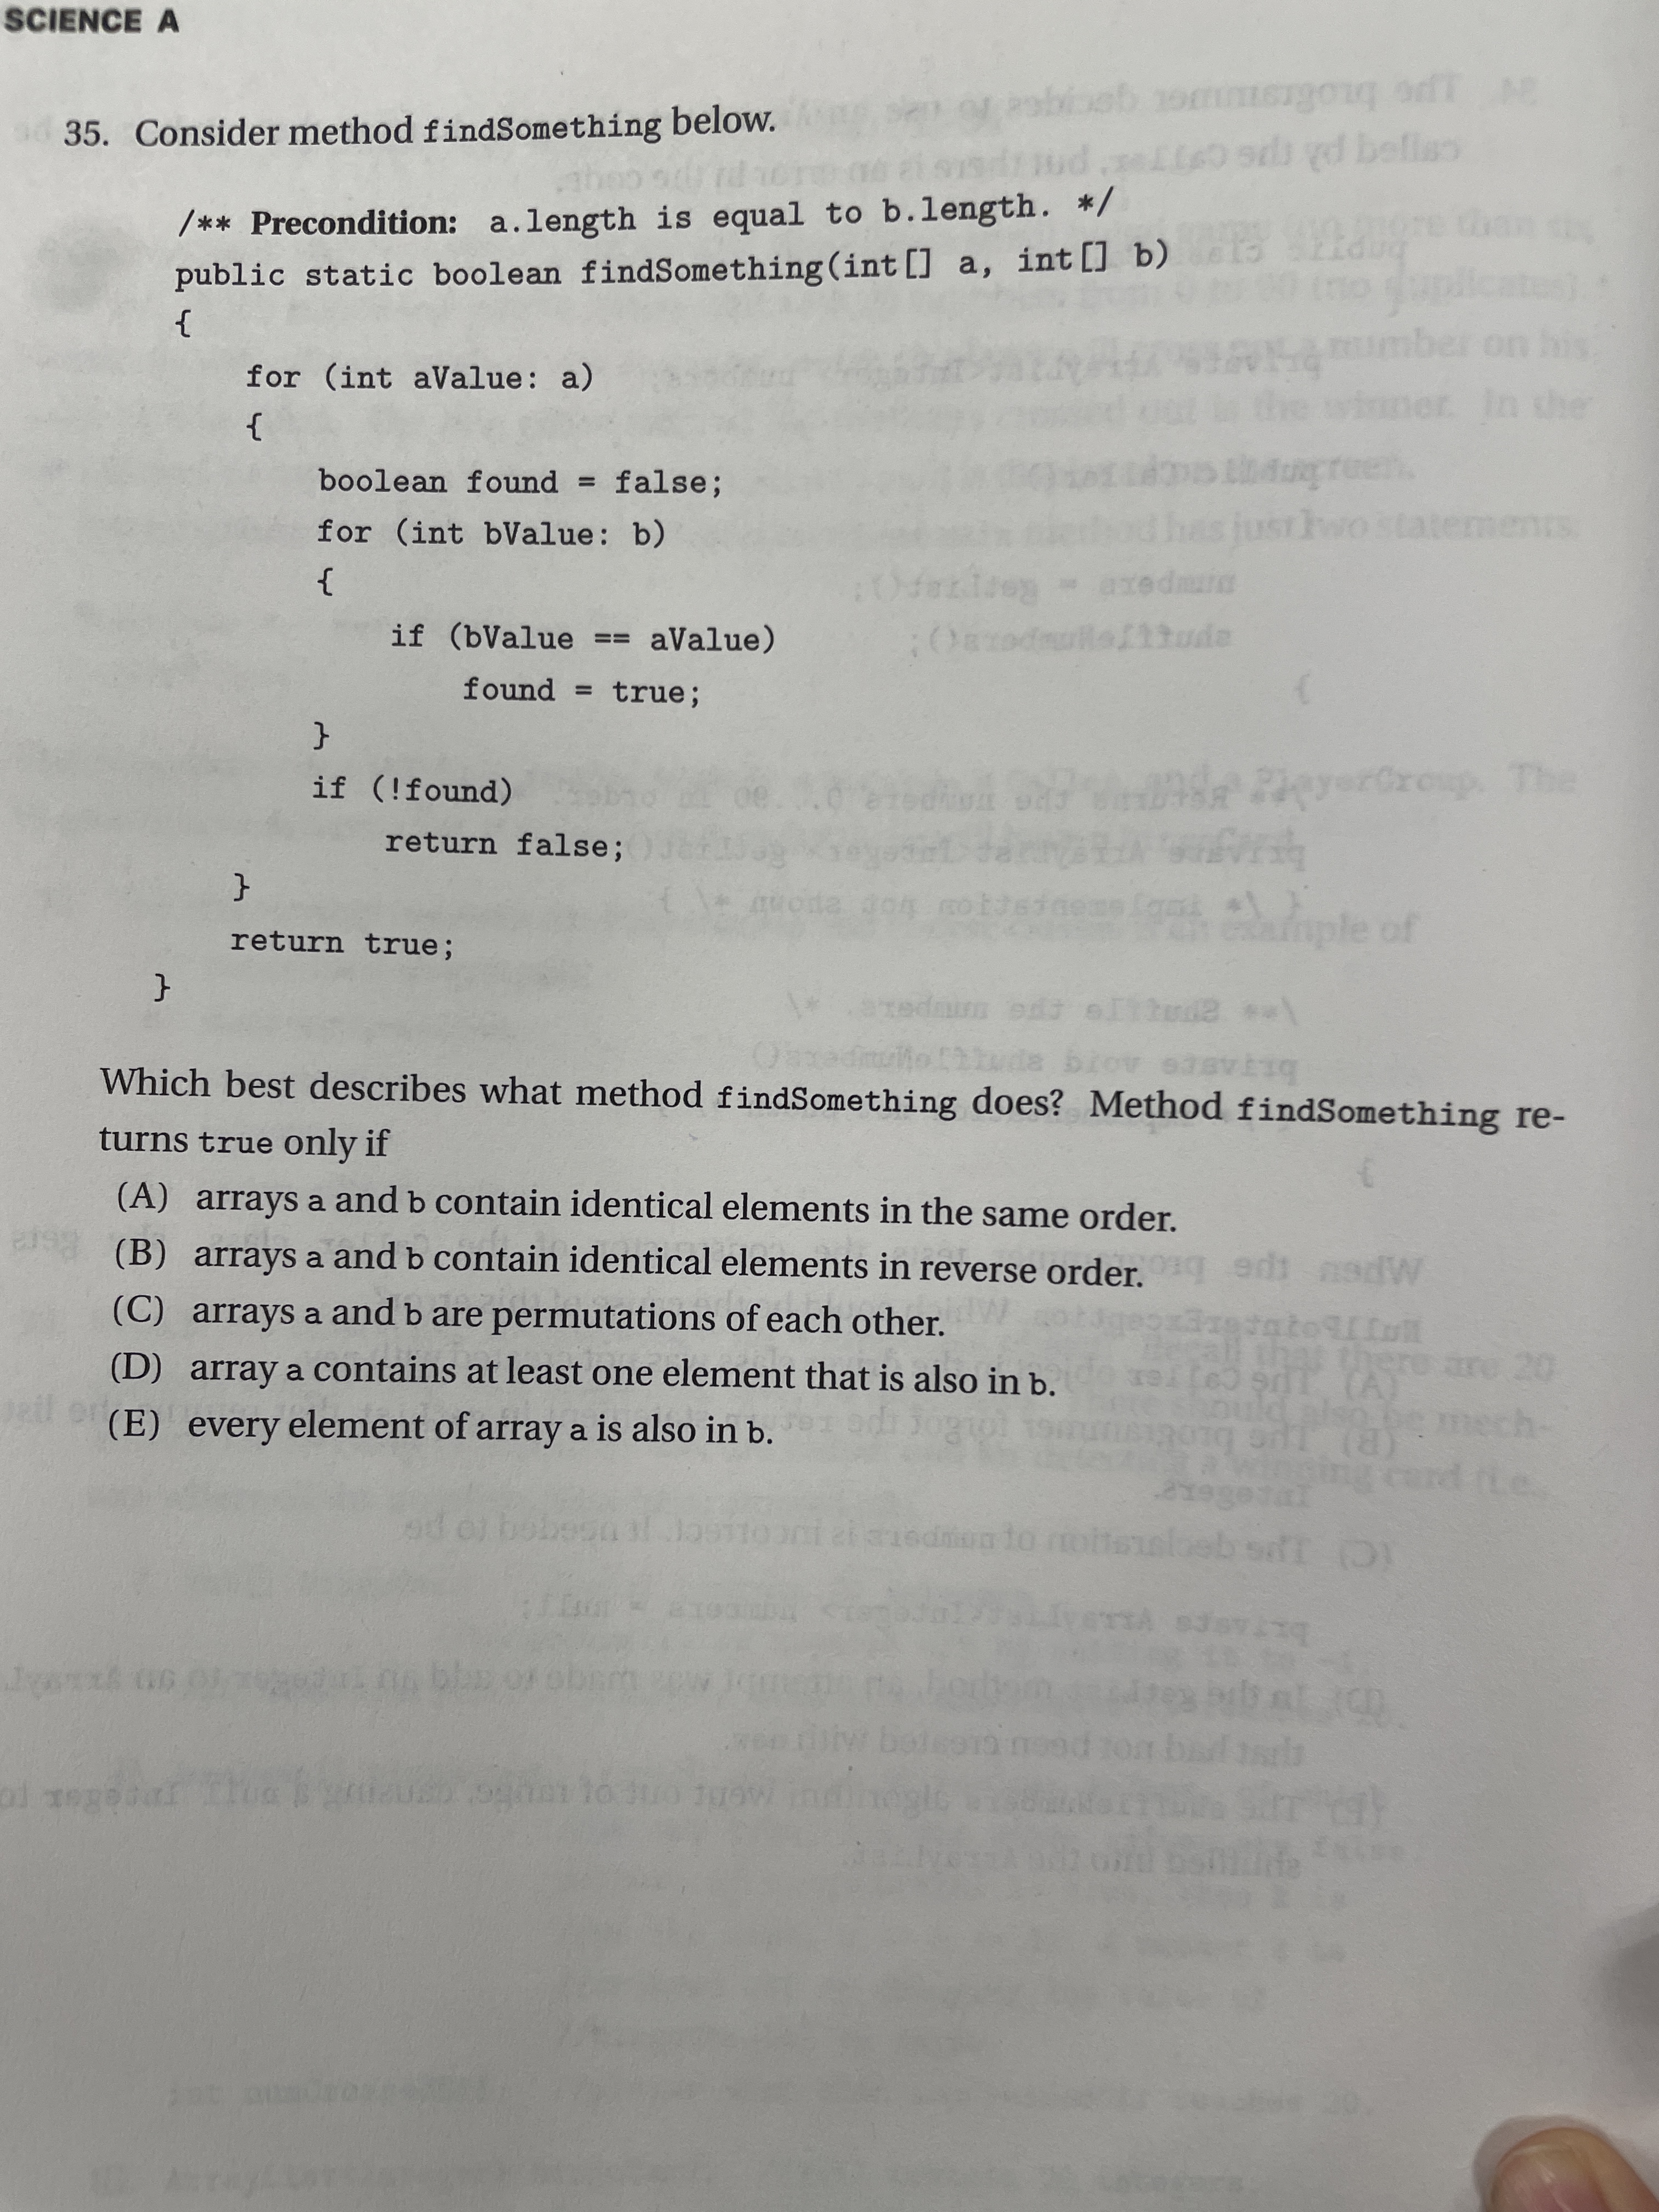 SCIENCE A
35. Consider method findSomething below.
/** Precondition: a.length is equal to b.length. */
public static boolean findSomething(int[] a, int[] b)
{
for (int aValue: a)
{
boolean found = false;
for (int bValue: b)
{
if (bValue == aValue)
found = true;
}
if (!found)
return false;
}
return true;
}
Which best describes what method findSomething does? Method findSomething re-
turns true only if
(A) arrays a and b contain identical elements in the same order.
(B) arrays a and b contain identical elements in reverse order.
(C) arrays a and b are permutations of each other.
(D) array a contains at least one element that is also in b.
(E) every element of array a is also in b.